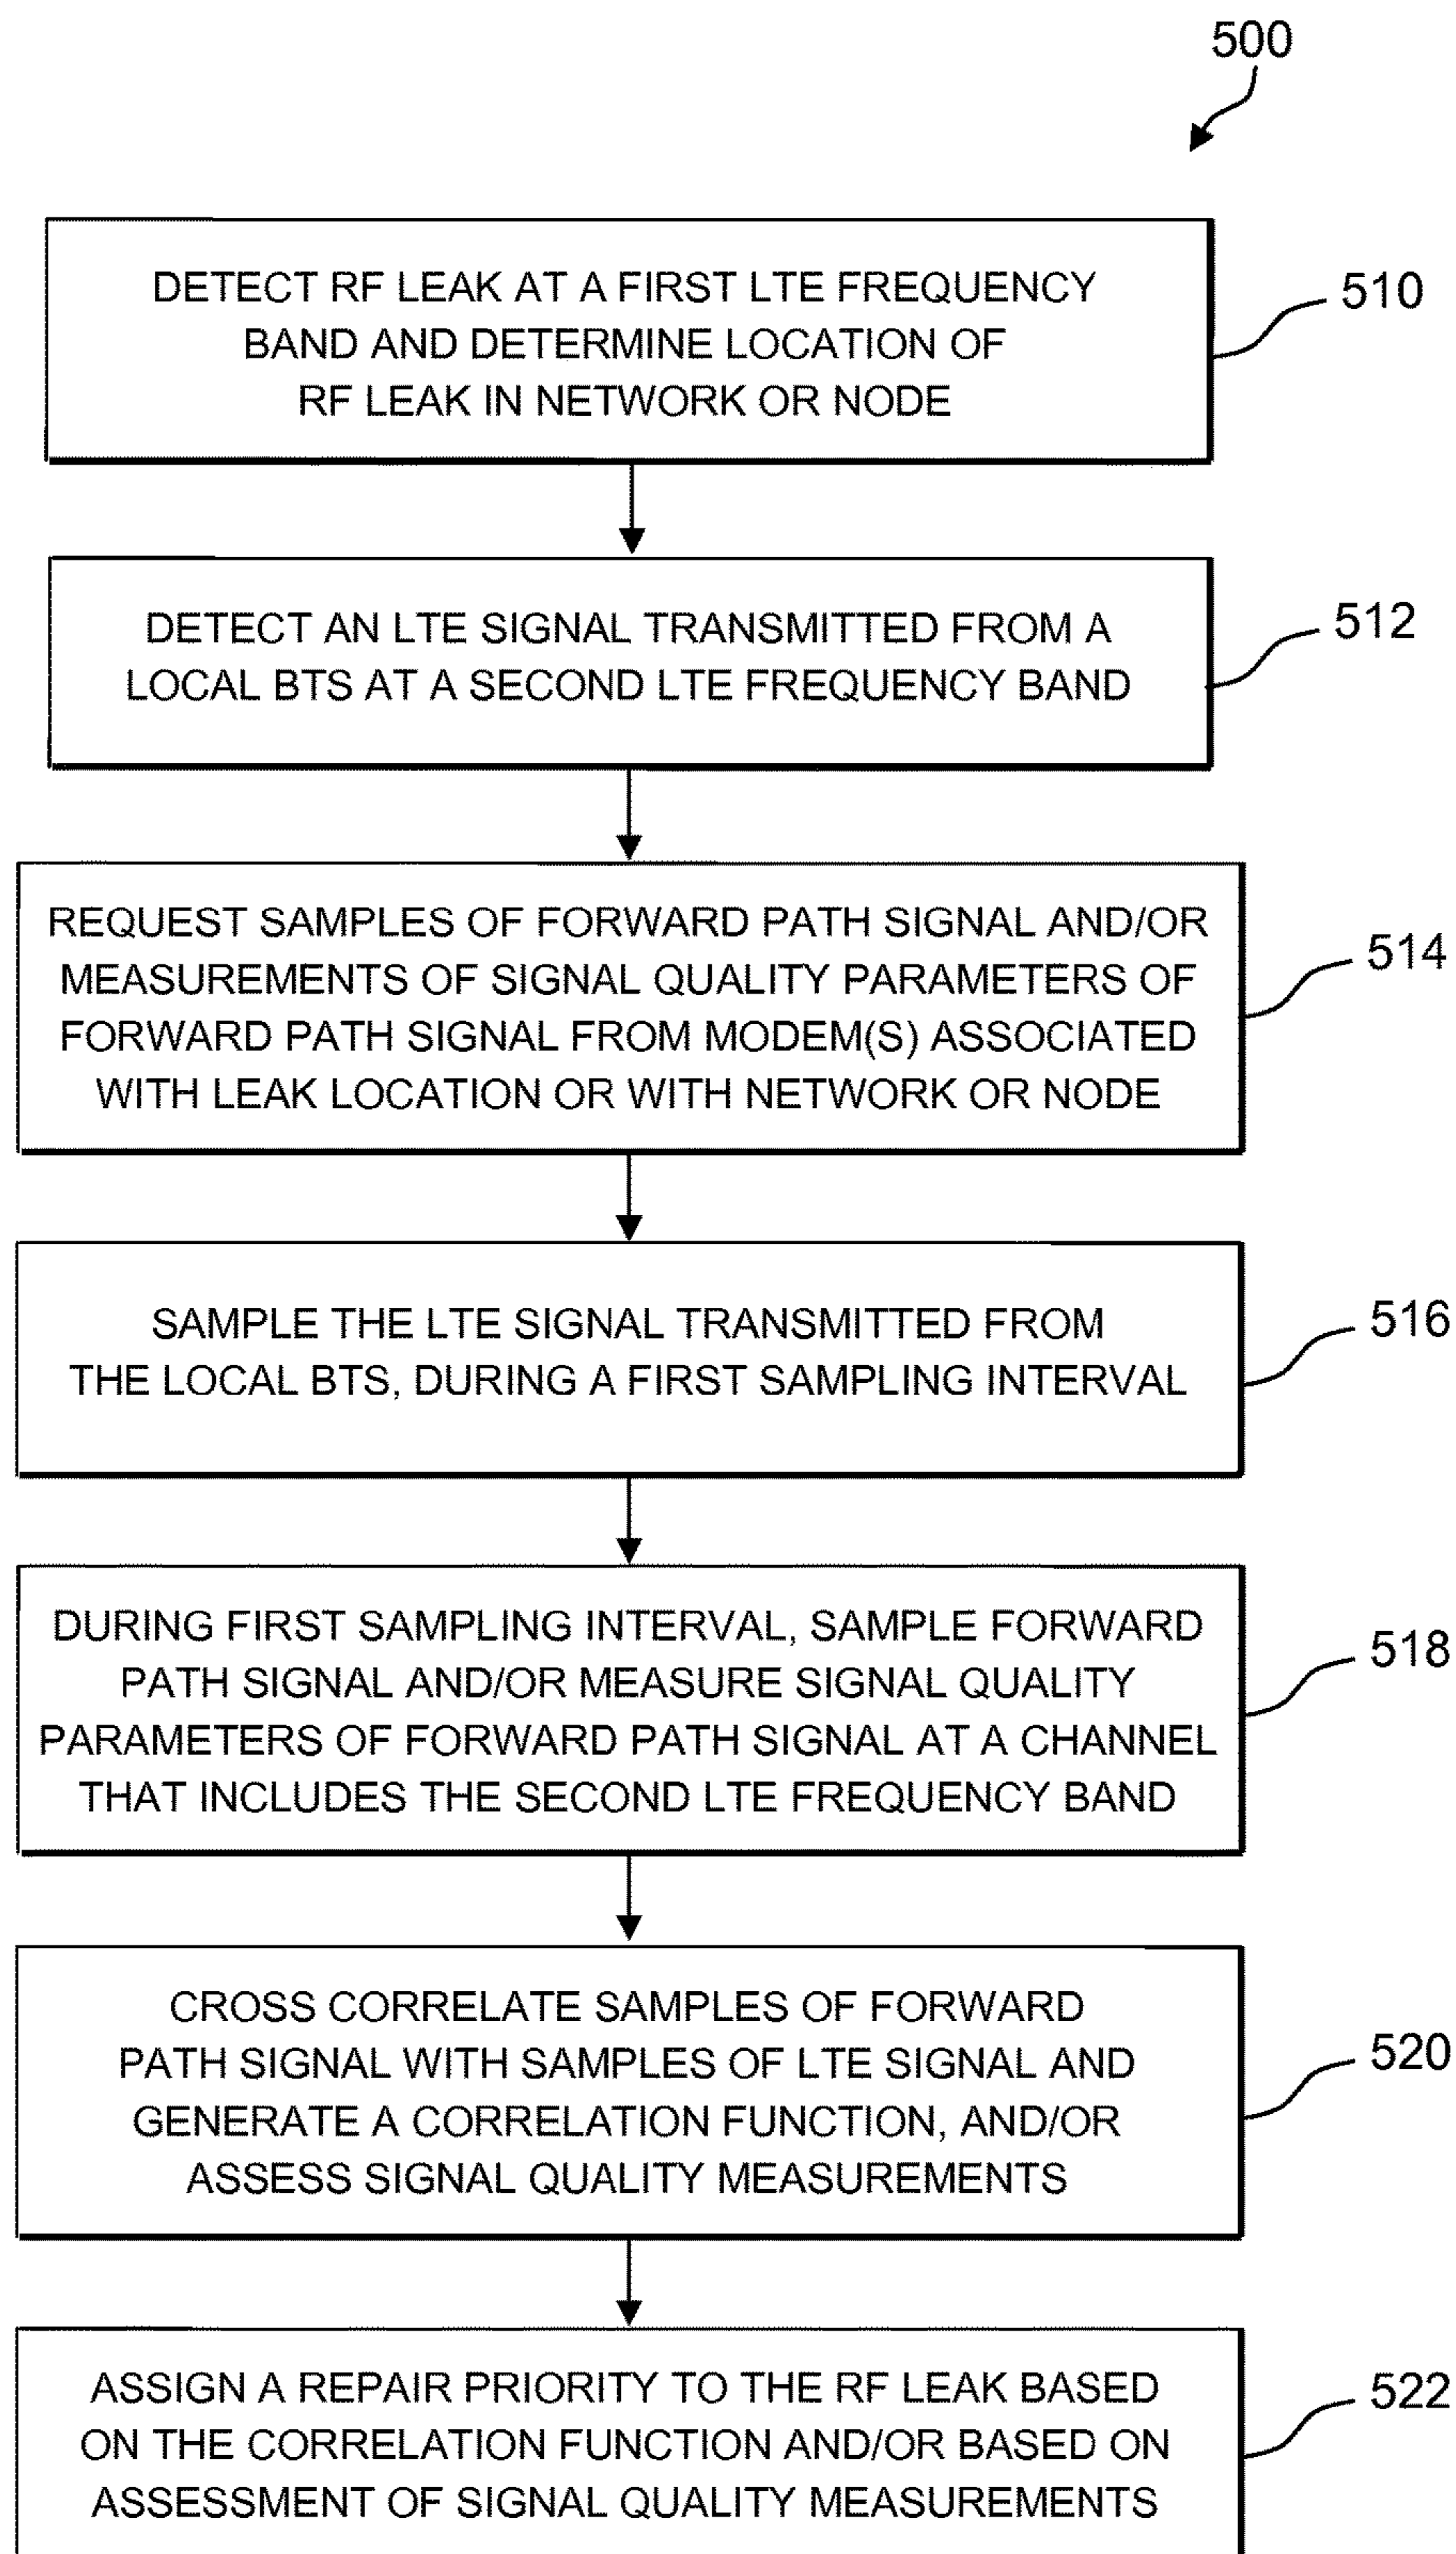 500
DETECT RF LEAK AT A FIRST LTE FREQUENCY
BAND AND DETERMINE LOCATION OF
RF LEAK IN NETWORK OR NODE
510
DETECT AN LTE SIGNAL TRANSMITTED FROM A
LOCAL BTS AT A SECOND LTE FREQUENCY BAND
512
REQUEST SAMPLES OF FORWARD PATH SIGNAL AND/OR
MEASUREMENTS OF SIGNAL QUALITY PARAMETERS OF
FORWARD PATH SIGNAL FROM MODEM(S) ASSOCIATED
WITH LEAK LOCATION OR WITH NETWORK OR NODE
514
SAMPLE THE LTE SIGNAL TRANSMITTED FROM
THE LOCAL BTS, DURING A FIRST SAMPLING INTERVAL
516
DURING FIRST SAMPLING INTERVAL, SAMPLE FORWARD
PATH SIGNAL AND/OR MEASURE SIGNAL QUALITY
PARAMETERS OF FORWARD PATH SIGNAL AT A CHANNEL
THAT INCLUDES THE SECOND LTE FREQUENCY BAND
518
CROSS CORRELATE SAMPLES OF FORWARD
PATH SIGNAL WITH SAMPLES OF LTE SIGNAL AND
GENERATE A CORRELATION FUNCTION, AND/OR
ASSESS SIGNAL QUALITY MEASUREMENTS
520
ASSIGN A REPAIR PRIORITY TO THE RF LEAK BASED
ON THE CORRELATION FUNCTION AND/OR BASED ON
ASSESSMENT OF SIGNAL QUALITY MEASUREMENTS
522